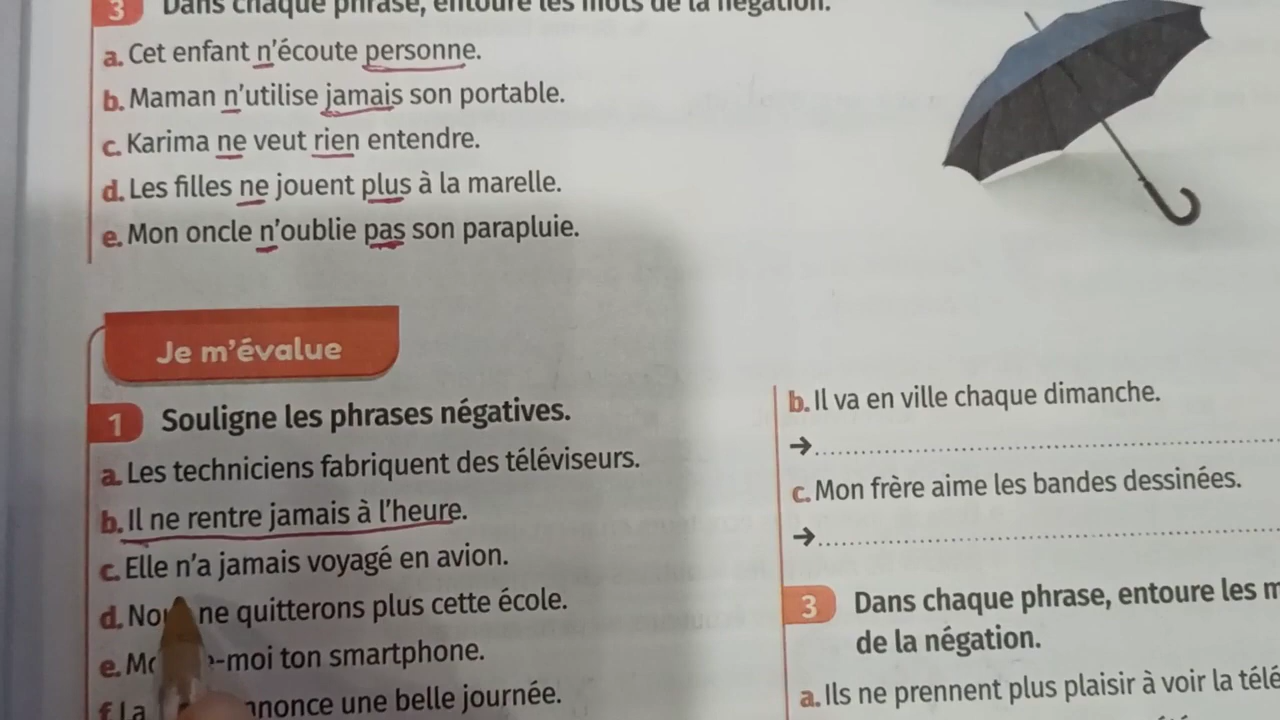 3 Dans chaque phrase, entoure les mots de la négation.
a. Cet enfant n'écoute personne.
b. Maman n'utilise jamais son portable.
c. Karima ne veut rien entendre.
d. Les filles ne jouent plus à la marelle.
e. Mon oncle n'oublie pas son parapluie.
Je m'évalue
1 Souligne les phrases négatives.
a. Les techniciens fabriquent des téléviseurs.
b. Il ne rentre jamais à l'heure.
c. Elle n'a jamais voyagé en avion.
d. ne quitterons plus cette école.
e. -moi ton smartphone.
f. La une belle journée.
b. Il va en ville chaque dimanche.
→
c. Mon frère aime les bandes dessinées.
→
3 Dans chaque phrase, entoure les
de la négation.
a. Ils ne prennent plus plaisir à voir la